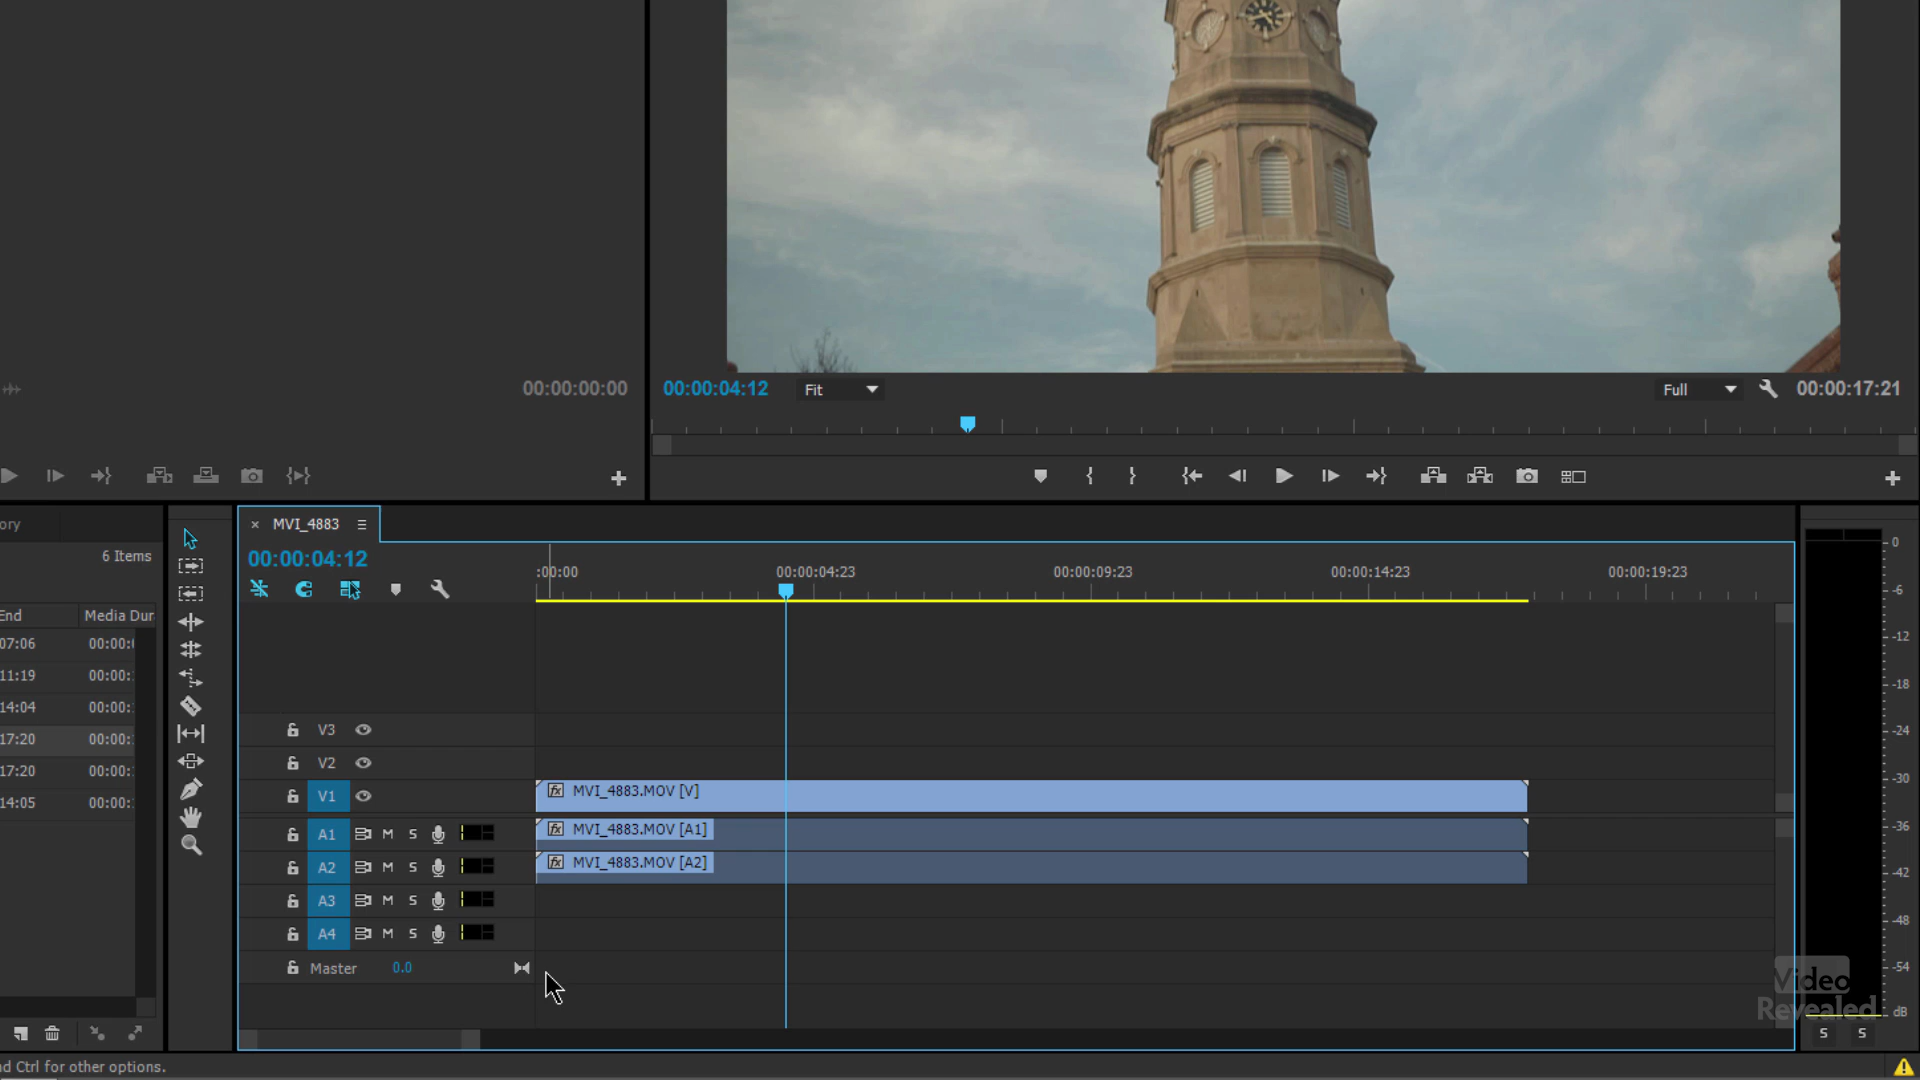 00:00:00:00
00:00:04:12
Fit
Full
00:00:17:21
ory
6 Items
End
Media Dur
07:06
00:00:
11:19
00:00:
14:04
00:00:
17:20
00:00:
17:20
00:00:
14:05
00:00:
× MVI_4883
00:00:04:12
:00:00
00:00:04:23
00:00:09:23
00:00:14:23
00:00:19:23
V3
V2
V1
fx MVI_4883.MOV [V]
A1 M S
fx MVI_4883.MOV [A1]
A2 M S
fx MVI_4883.MOV [A2]
A3 M S
A4 M S
Master 0.0
0
-6
-12
-18
-24
-30
-36
-42
-48
-54
dB
S S
Video
Revealed
d Ctrl for other options.